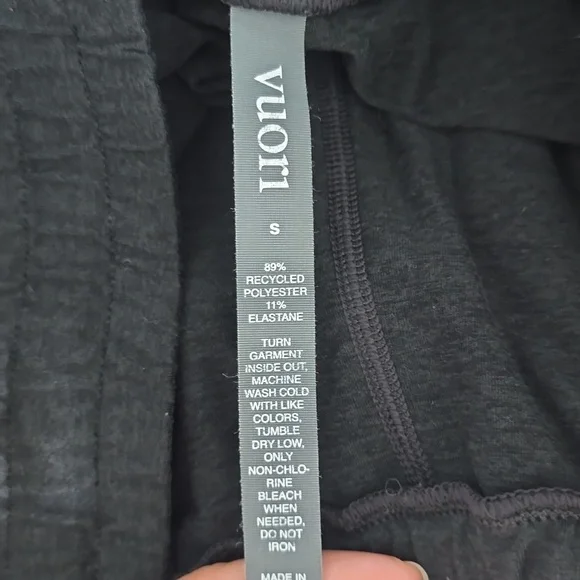 vuori
S
89%
RECYCLED
POLYESTER
11%
ELASTANE
TURN
GARMENT
INSIDE OUT,
MACHINE
WASH COLD
WITH LIKE
COLORS,
TUMBLE
DRY LOW,
ONLY
NON-CHLO-
RINE
BLEACH
WHEN
NEEDED,
DO NOT
IRON
MADE IN